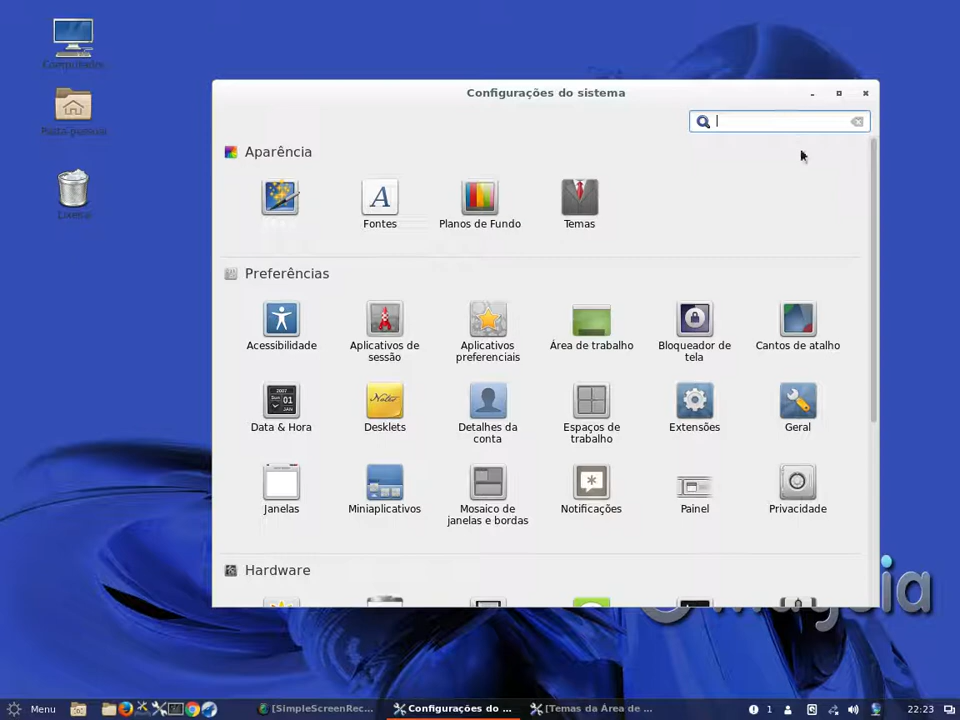 Computador
Configurações do sistema
Pasta pessoal
Aparência
Lixeira
Fontes
Planos de Fundo
Temas
Preferências
Acessibilidade
Aplicativos de
sessão
Aplicativos
preferenciais
Área de trabalho
Bloqueador de
tela
Cantos de atalho
Data & Hora
Desklets
Detalhes da
conta
Espaços de
trabalho
Extensões
Geral
Janelas
Miniaplicativos
Mosaico de
janelas e bordas
Notificações
Painel
Privacidade
Hardware
mageia
Menu
[SimpleScreenRec...
Configurações do ...
[Temas da Área de ...
1
22:23